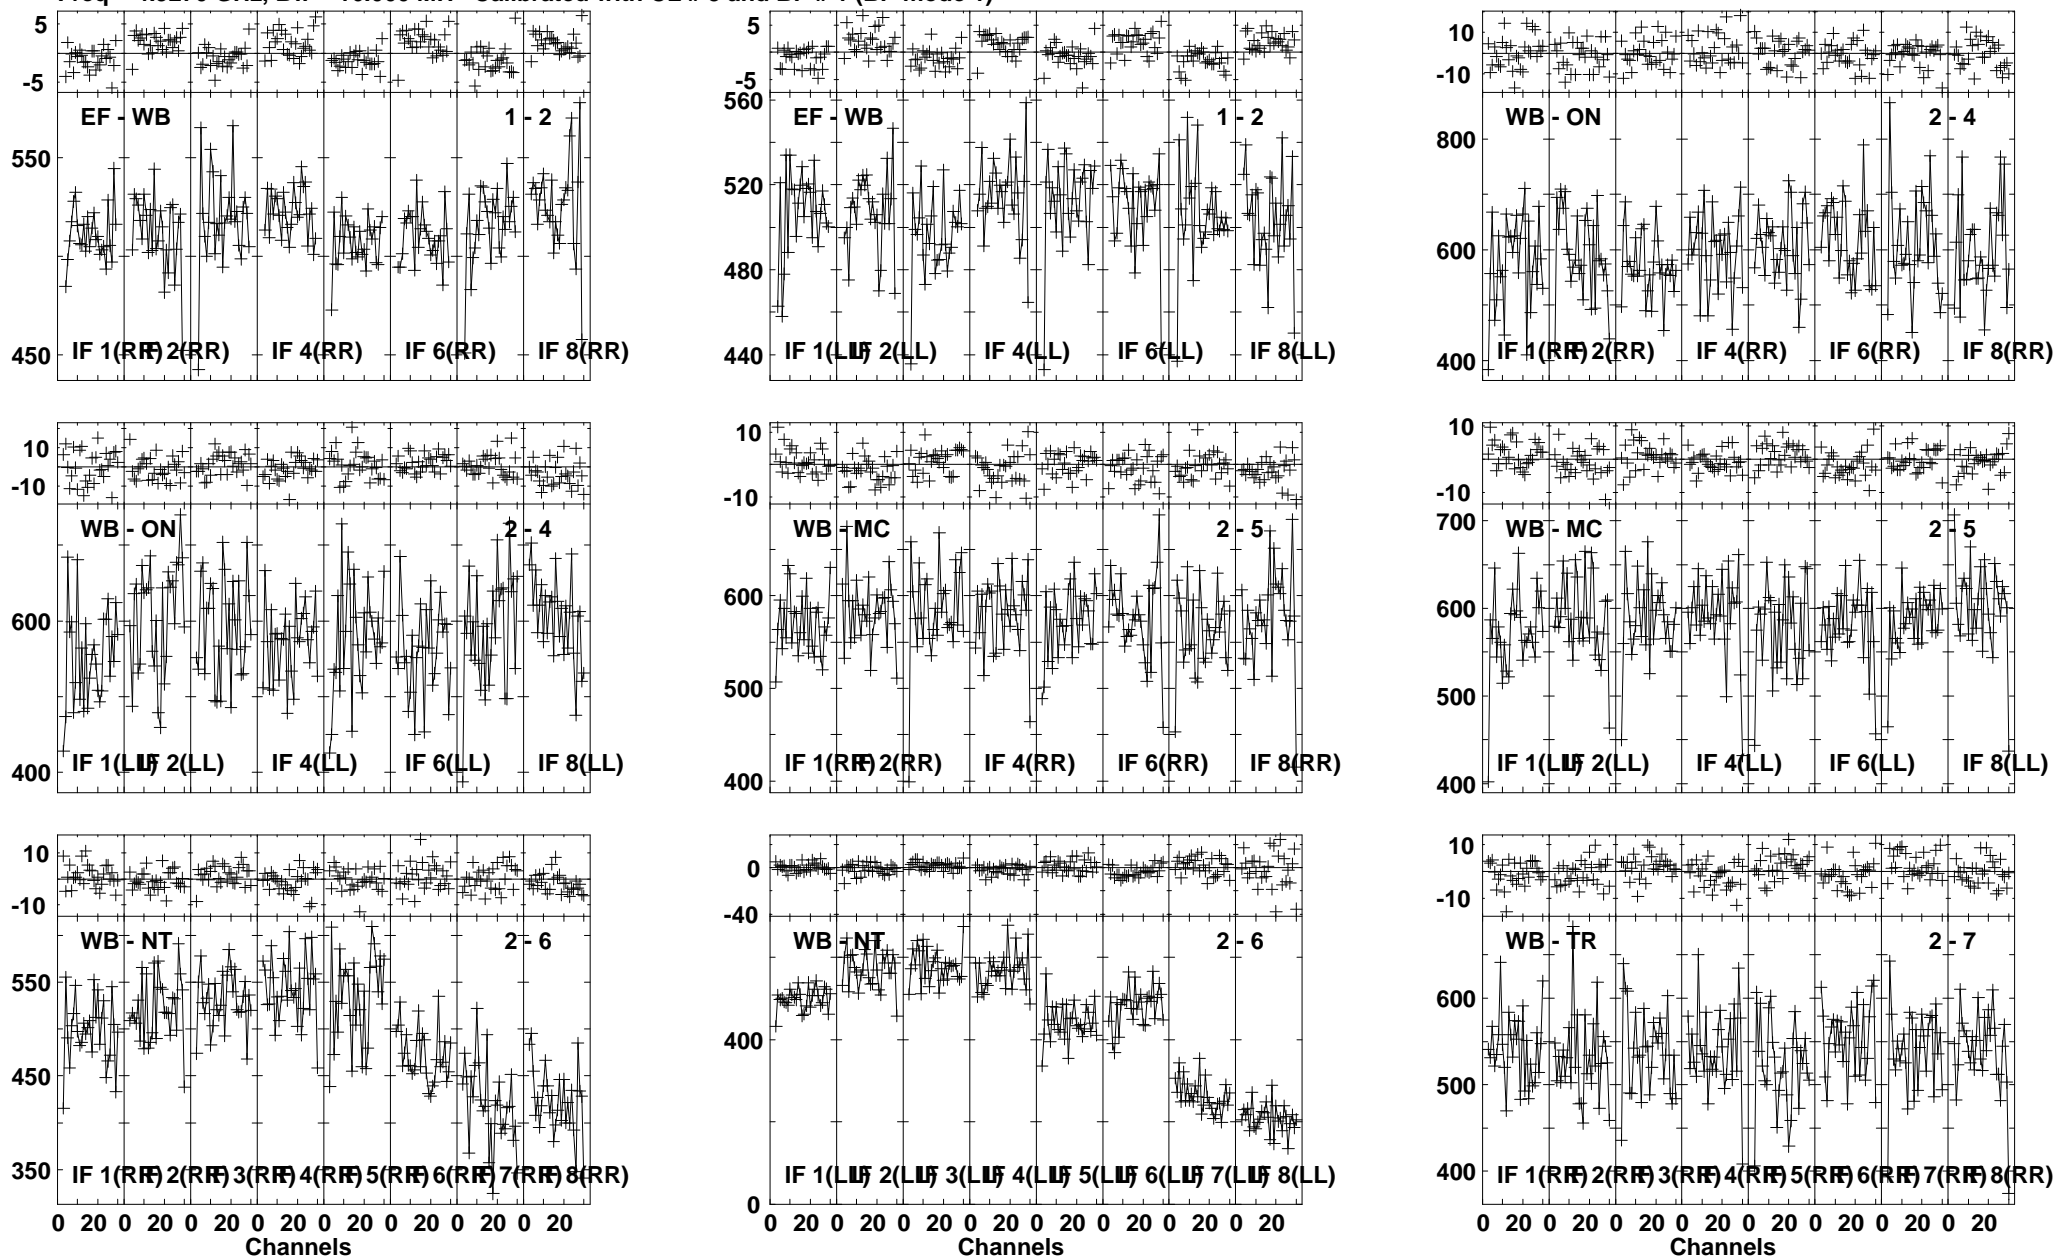 5
-5
EF - WB 1 - 2
550
450
IF 1(RR) IF 2(RR) IF 4(RR) IF 6(RR) IF 8(RR)
5
-5
560
EF - WB 1 - 2
520
480
440
IF 1(LL) IF 2(LL) IF 4(LL) IF 6(LL) IF 8(LL)
10
-10
WB - ON 2 - 4
800
600
400
IF 1(RR) IF 2(RR) IF 4(RR) IF 6(RR) IF 8(RR)
10
-10
WB - ON 2 - 4
600
400
IF 1(LL) IF 2(LL) IF 4(LL) IF 6(LL) IF 8(LL)
10
-10
WB - MC 2 - 5
600
500
400
IF 1(RR) IF 2(RR) IF 4(RR) IF 6(RR) IF 8(RR)
10
-10
700
WB - MC 2 - 5
600
500
400
IF 1(LL) IF 2(LL) IF 4(LL) IF 6(LL) IF 8(LL)
10
-10
WB - NT 2 - 6
550
450
350
IF 1(RR) IF 2(RR) IF 3(RR) IF 4(RR) IF 5(RR) IF 6(RR) IF 7(RR) IF 8(RR)
0 20 0 20 0 20 0 20 0 20 0 20 0 20 0 20
Channels
0
-40
WB - NT 2 - 6
400
0
IF 1(LL) IF 2(LL) IF 3(LL) IF 4(LL) IF 5(LL) IF 6(LL) IF 7(LL) IF 8(LL)
0 20 0 20 0 20 0 20 0 20 0 20 0 20 0 20
Channels
10
-10
WB - TR 2 - 7
600
500
400
IF 1(RR) IF 2(RR) IF 3(RR) IF 4(RR) IF 5(RR) IF 6(RR) IF 7(RR) IF 8(RR)
0 20 0 20 0 20 0 20 0 20 0 20 0 20 0 20
Channels